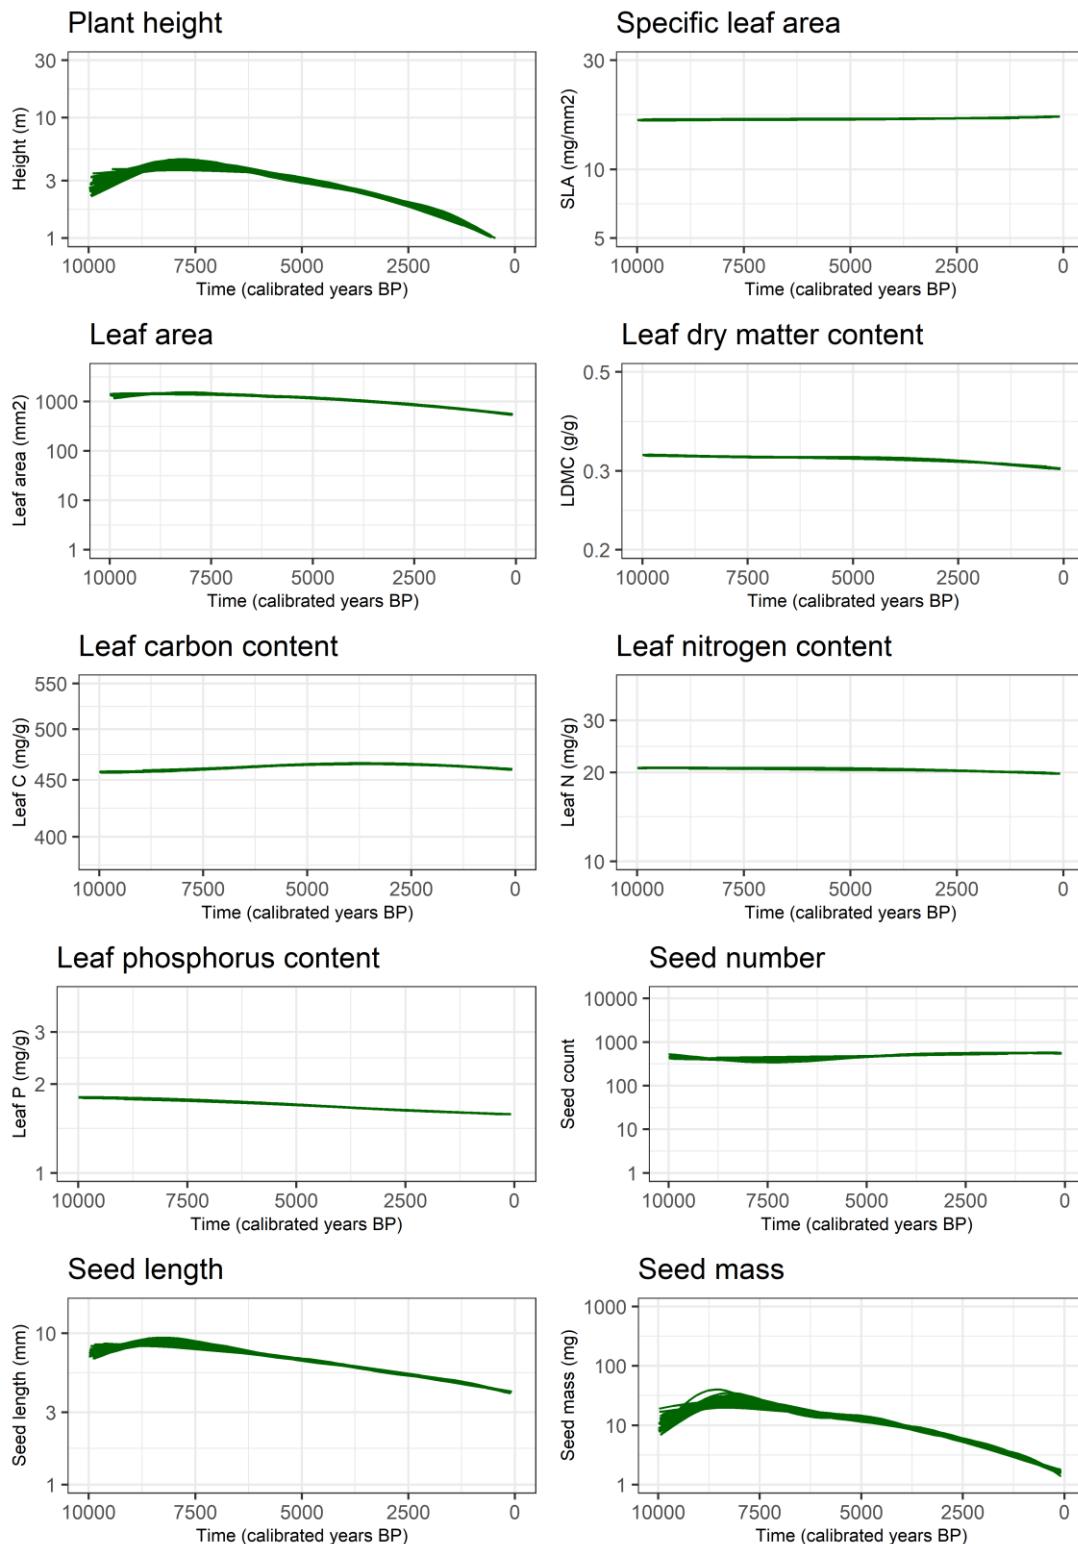 Plant height
Height (m)
30
10
3
1
10000 7500 5000 2500 0
Time (calibrated years BP)
Specific leaf area
SLA (mg/mm2)
30
10
5
10000 7500 5000 2500 0
Time (calibrated years BP)
Leaf area
Leaf area (mm2)
1000
100
10
1
10000 7500 5000 2500 0
Time (calibrated years BP)
Leaf dry matter content
LDMC (g/g)
0.5
0.3
0.2
10000 7500 5000 2500 0
Time (calibrated years BP)
Leaf carbon content
Leaf C (mg/g)
550
500
450
400
10000 7500 5000 2500 0
Time (calibrated years BP)
Leaf nitrogen content
Leaf N (mg/g)
30
20
10
10000 7500 5000 2500 0
Time (calibrated years BP)
Leaf phosphorus content
Leaf P (mg/g)
3
2
1
10000 7500 5000 2500 0
Time (calibrated years BP)
Seed number
Seed count
10000
1000
100
10
1
10000 7500 5000 2500 0
Time (calibrated years BP)
Seed length
Seed length (mm)
10
3
1
10000 7500 5000 2500 0
Time (calibrated years BP)
Seed mass
Seed mass (mg)
1000
100
10
1
10000 7500 5000 2500 0
Time (calibrated years BP)